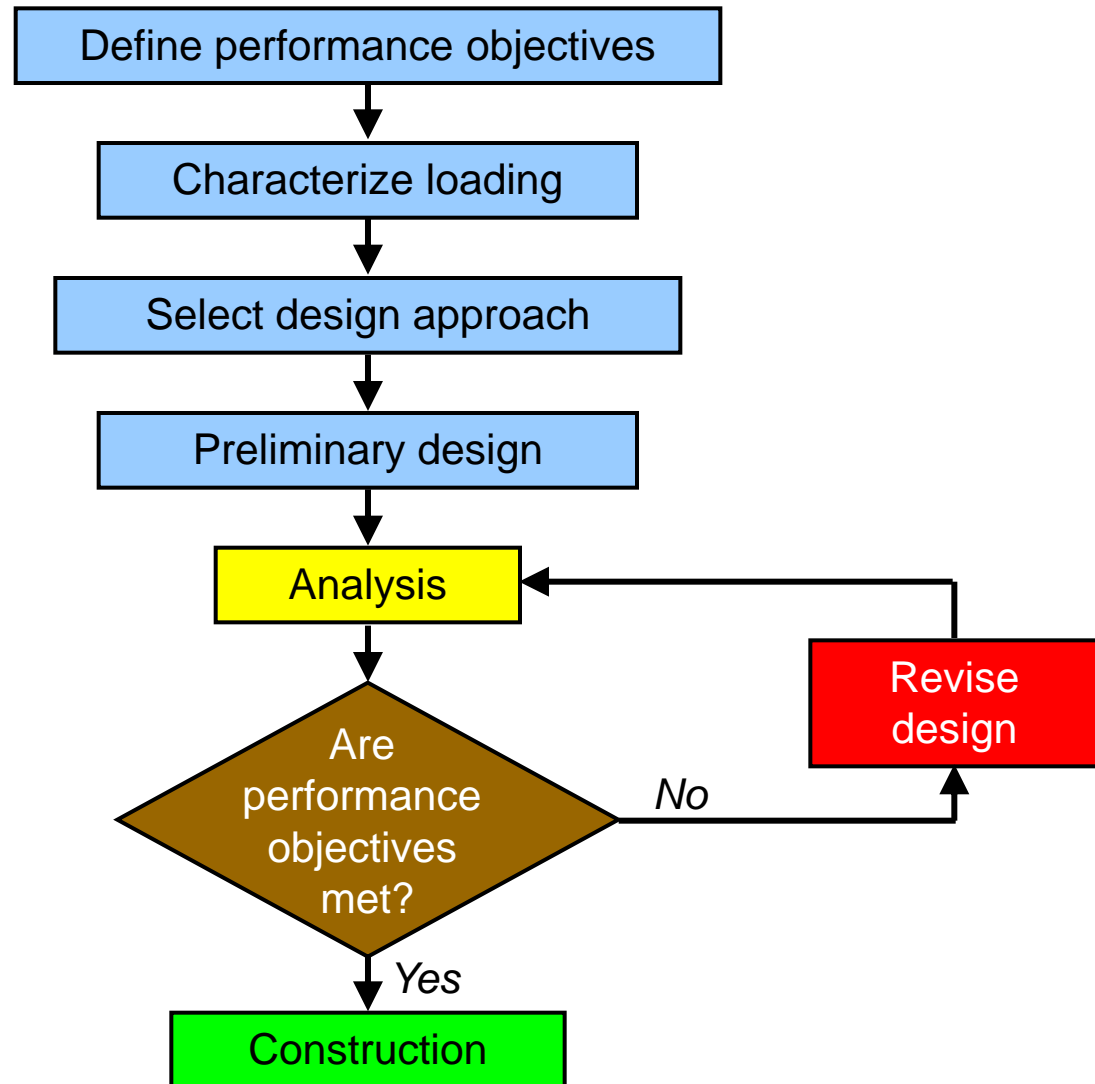 Define performance objectives
Characterize loading
Select design approach
Preliminary design
Analysis
Revise
design
Are
performance
objectives
met?
No
Yes
Construction